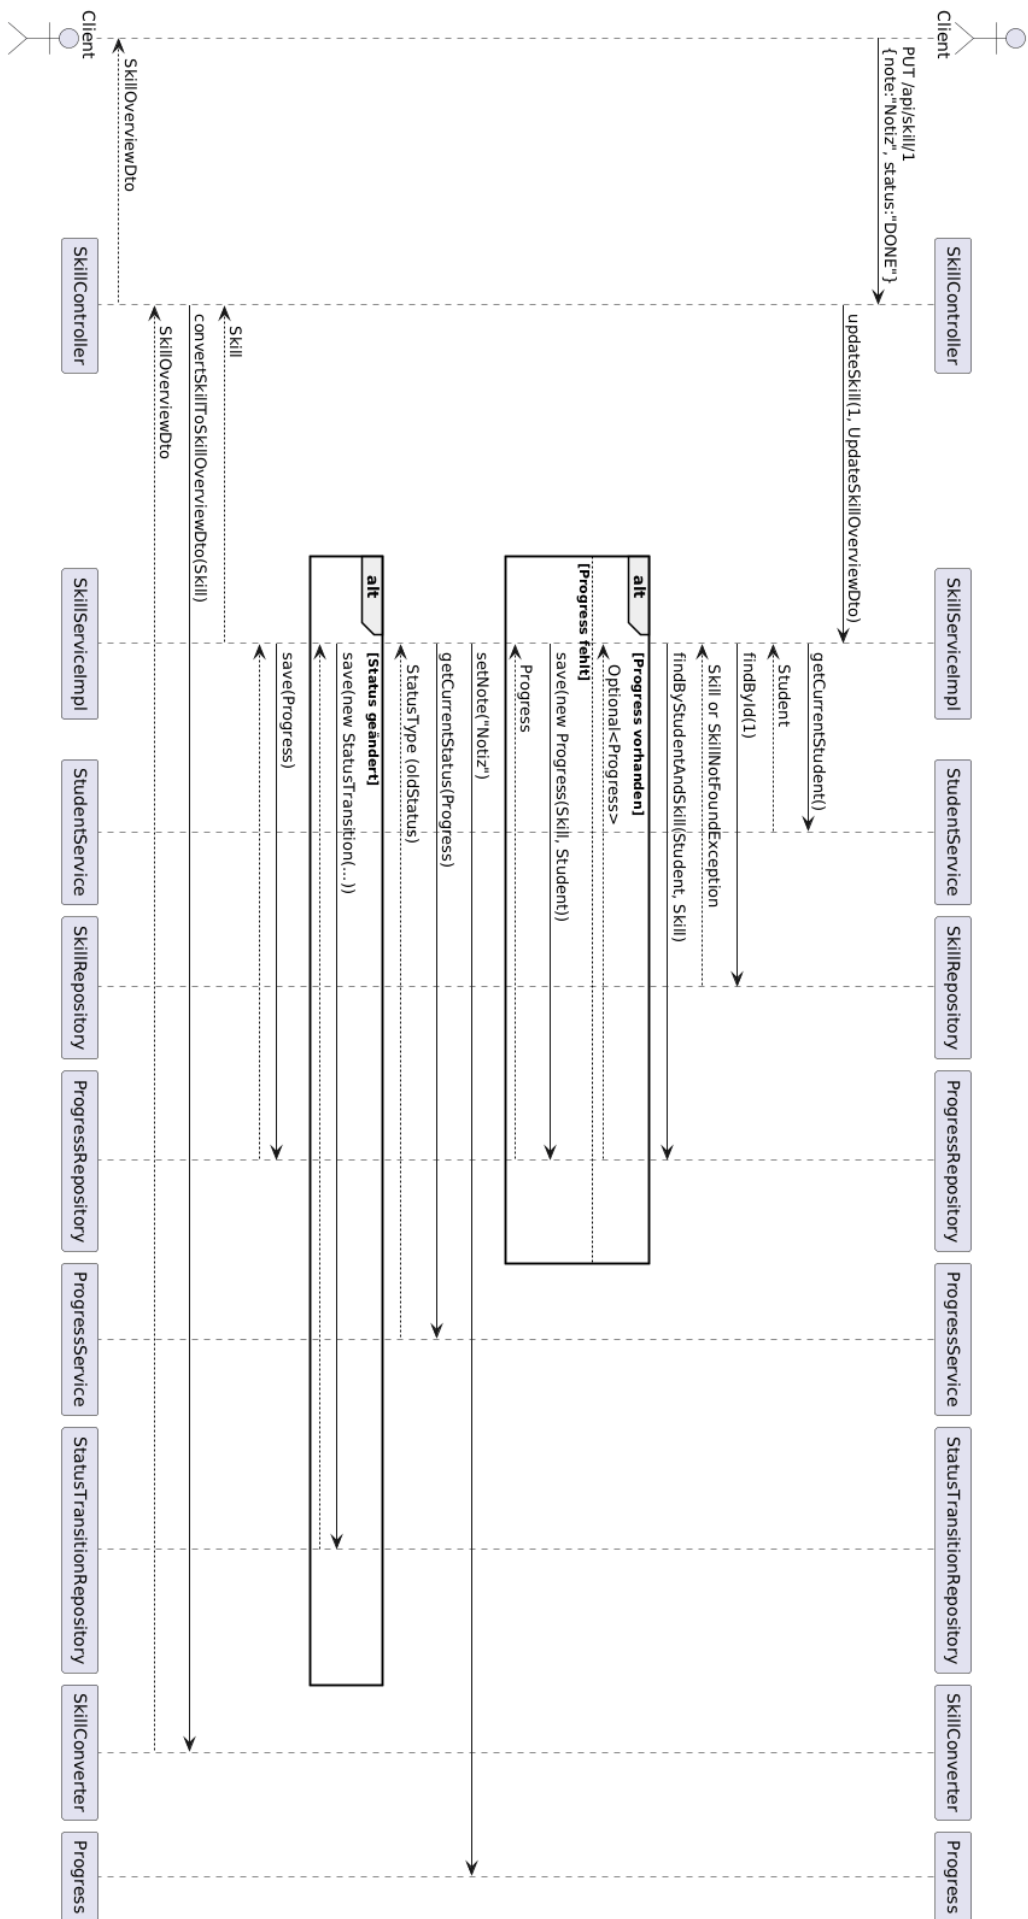 Client
SkillController
SkillServiceImpl
StudentService
SkillRepository
ProgressRepository
ProgressService
StatusTransitionRepository
SkillConverter
Progress
PUT /api/skill/1
{note:"Notiz", status:"DONE"}
updateSkill(1, UpdateSkillOverviewDto)
getCurrentStudent()
Student
findById(1)
Skill or SkillNotFoundException
findByStudentAndSkill(Student, Skill)
alt
[Progress vorhanden]
Optional<Progress>
[Progress fehlt]
save(new Progress(Skill, Student))
Progress
setNote("Notiz")
getCurrentStatus(Progress)
StatusType (oldStatus)
alt
[Status geändert]
save(new StatusTransition(...))
save(Progress)
Skill
convertSkillToSkillOverviewDto(Skill)
SkillOverviewDto
SkillOverviewDto
Client
SkillController
SkillServiceImpl
StudentService
SkillRepository
ProgressRepository
ProgressService
StatusTransitionRepository
SkillConverter
Progress